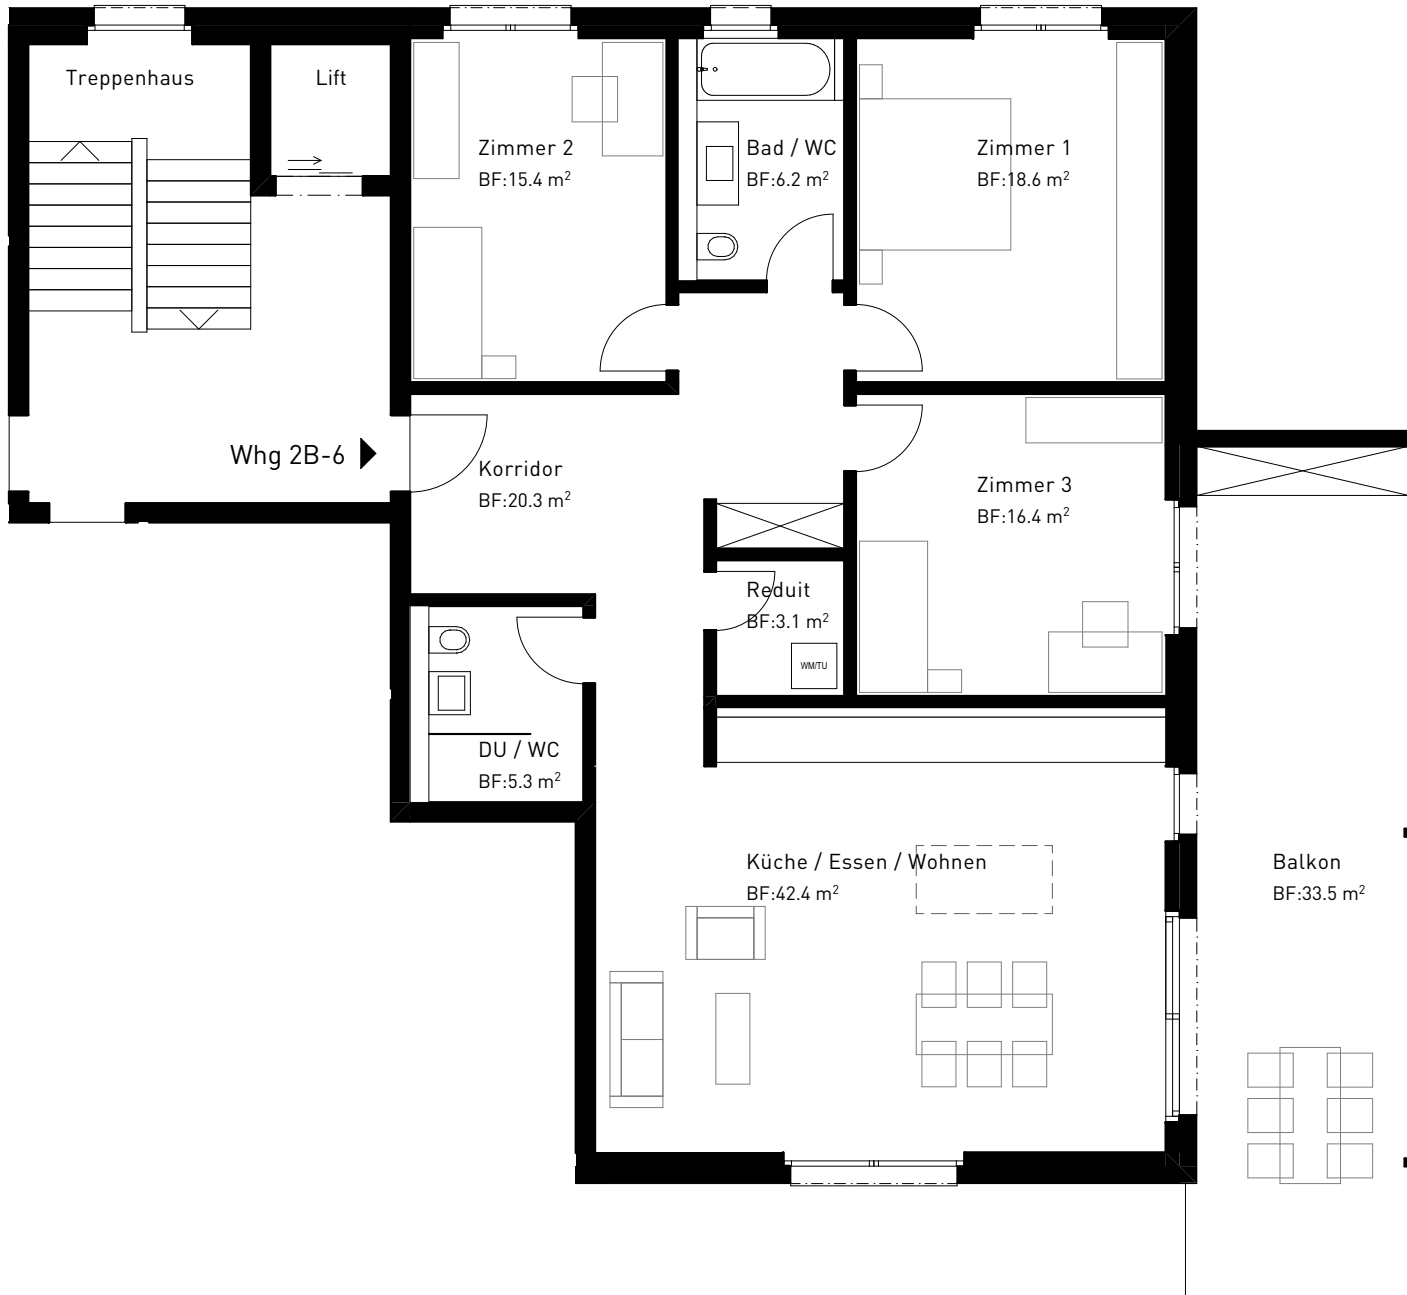 Treppenhaus
Lift
Zimmer 2
BF:15.4 m²
Bad / WC
BF:6.2 m²
Zimmer 1
BF:18.6 m²
Whg 2B-6
Korridor
BF:20.3 m²
Zimmer 3
BF:16.4 m²
Reduit
BF:3.1 m²
WM/TU
DU / WC
BF:5.3 m²
Küche / Essen / Wohnen
BF:42.4 m²
Balkon
BF:33.5 m²